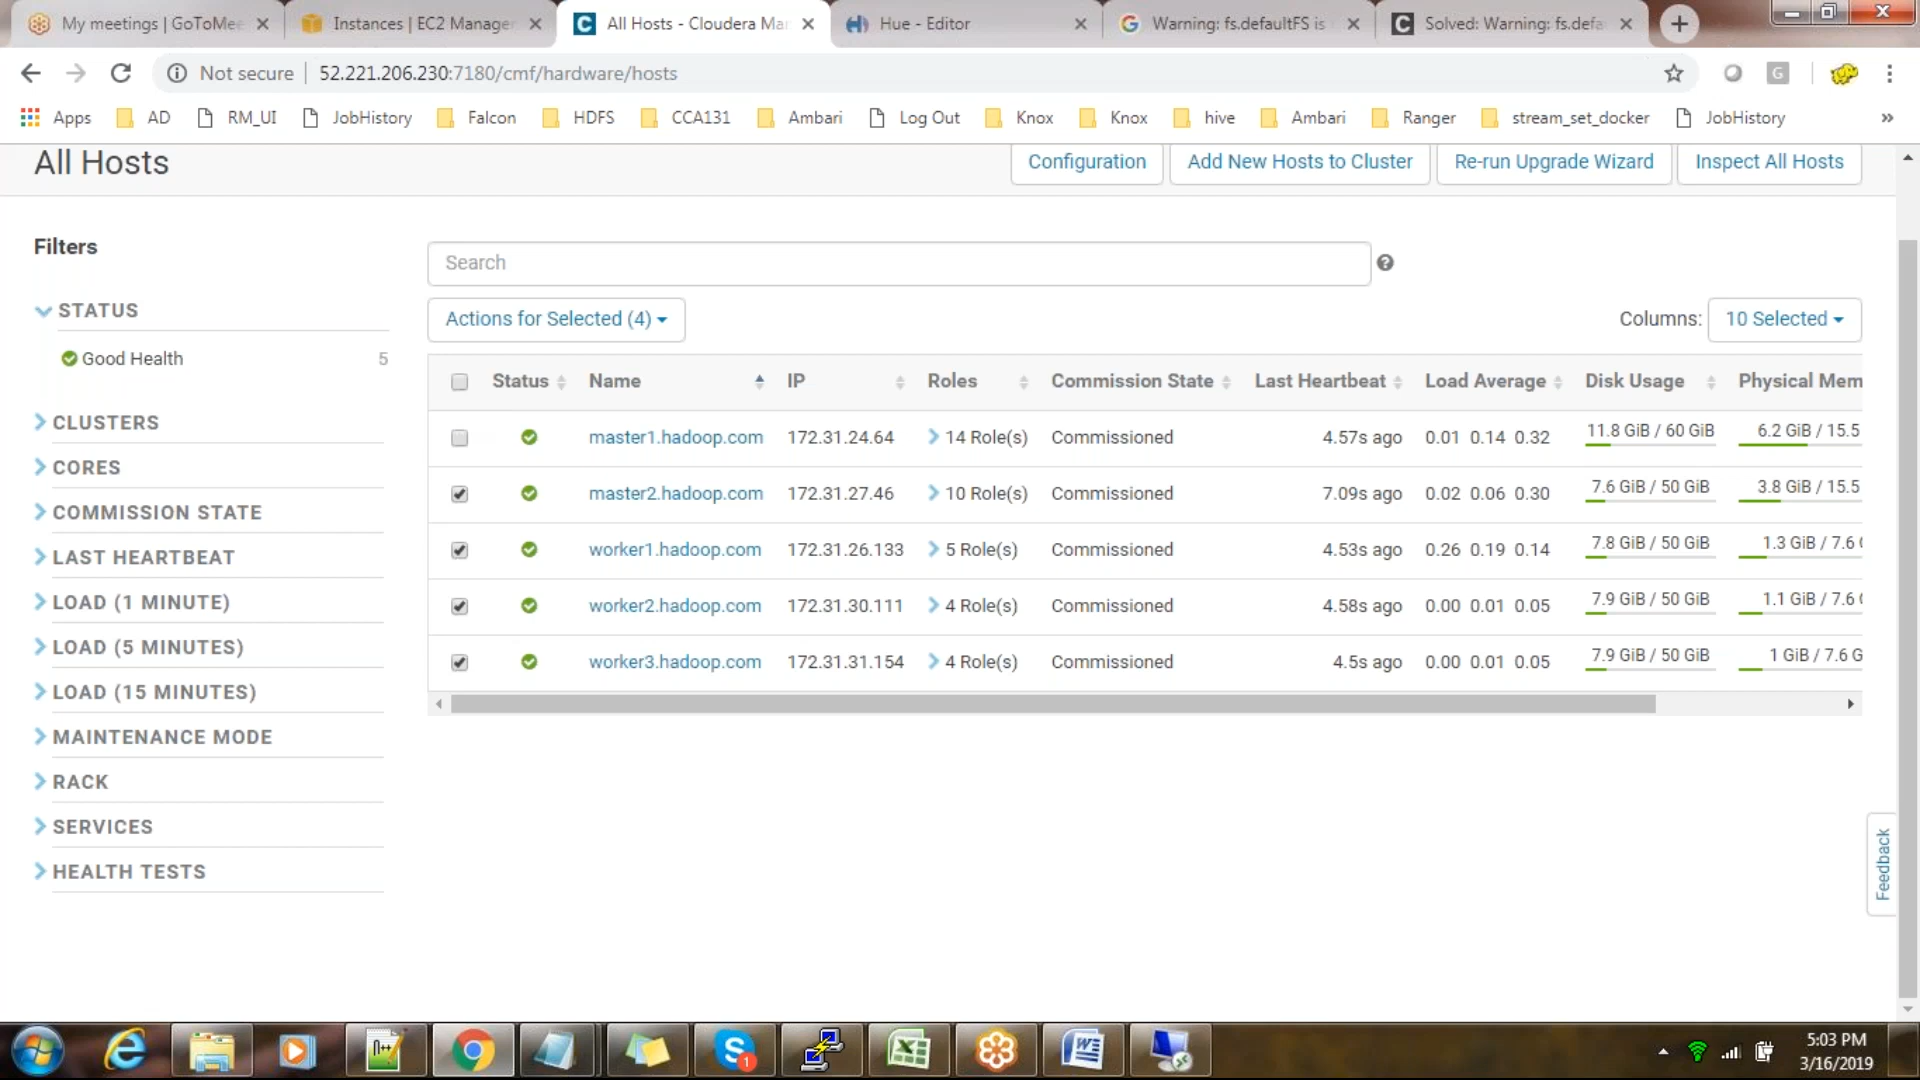 My meetings | GoToMee
Instances | EC2 Manager
All Hosts - Cloudera Ma
Hue - Editor
Warning: fs.defaultFS is
Solved: Warning: fs.defa
Not secure
52.221.206.230:7180/cmf/hardware/hosts
G
Apps
AD
RM_UI
JobHistory
Falcon
HDFS
CCA131
Ambari
Log Out
Knox
Knox
hive
Ambari
Ranger
stream_set_docker
JobHistory
»
All Hosts
Configuration
Add New Hosts to Cluster
Re-run Upgrade Wizard
Inspect All Hosts
Filters
STATUS
Good Health 5
CLUSTERS
CORES
COMMISSION STATE
LAST HEARTBEAT
LOAD (1 MINUTE)
LOAD (5 MINUTES)
LOAD (15 MINUTES)
MAINTENANCE MODE
RACK
SERVICES
HEALTH TESTS
Search
Actions for Selected (4)
Columns: 10 Selected
Status Name IP Roles Commission State Last Heartbeat Load Average Disk Usage Physical Mem
master1.hadoop.com 172.31.24.64 14 Role(s) Commissioned 4.57s ago 0.01 0.14 0.32 11.8 GiB / 60 GiB 6.2 GiB / 15.5
master2.hadoop.com 172.31.27.46 10 Role(s) Commissioned 7.09s ago 0.02 0.06 0.30 7.6 GiB / 50 GiB 3.8 GiB / 15.5
worker1.hadoop.com 172.31.26.133 5 Role(s) Commissioned 4.53s ago 0.26 0.19 0.14 7.8 GiB / 50 GiB 1.3 GiB / 7.6
worker2.hadoop.com 172.31.30.111 4 Role(s) Commissioned 4.58s ago 0.00 0.01 0.05 7.9 GiB / 50 GiB 1.1 GiB / 7.6
worker3.hadoop.com 172.31.31.154 4 Role(s) Commissioned 4.5s ago 0.00 0.01 0.05 7.9 GiB / 50 GiB 1 GiB / 7.6 G
Feedback
5:03 PM
3/16/2019